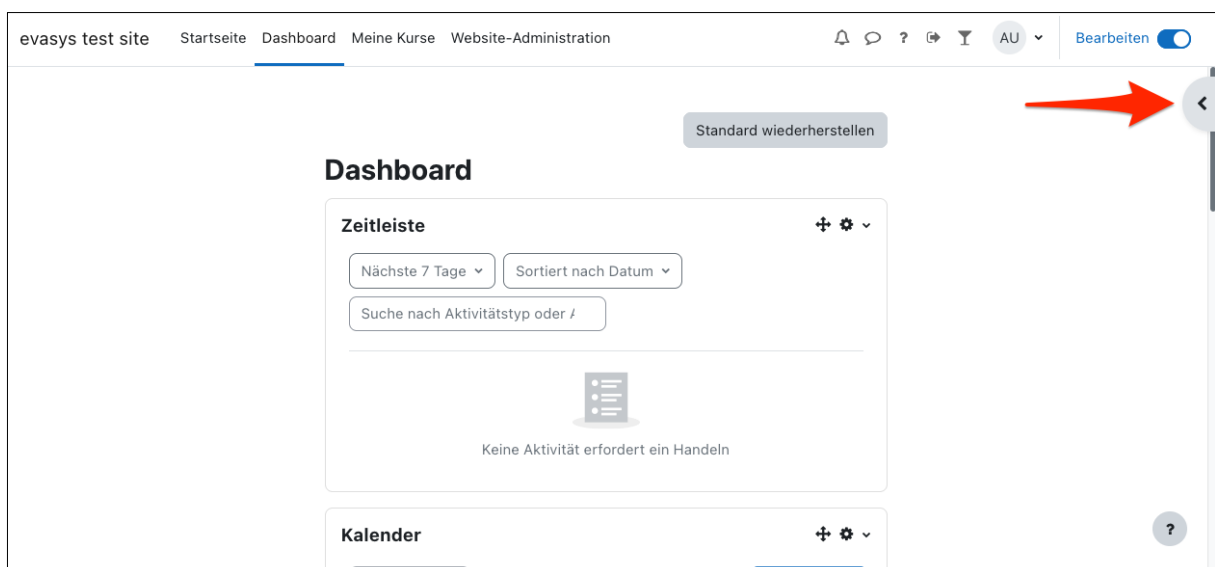 evasys test site Startseite Dashboard Meine Kurse Website-Administration ? AU Bearbeiten
Standard wiederherstellen
Dashboard
Zeitleiste
Nächste 7 Tage Sortiert nach Datum
Suche nach Aktivitätstyp oder
Keine Aktivität erfordert ein Handeln
Kalender
?